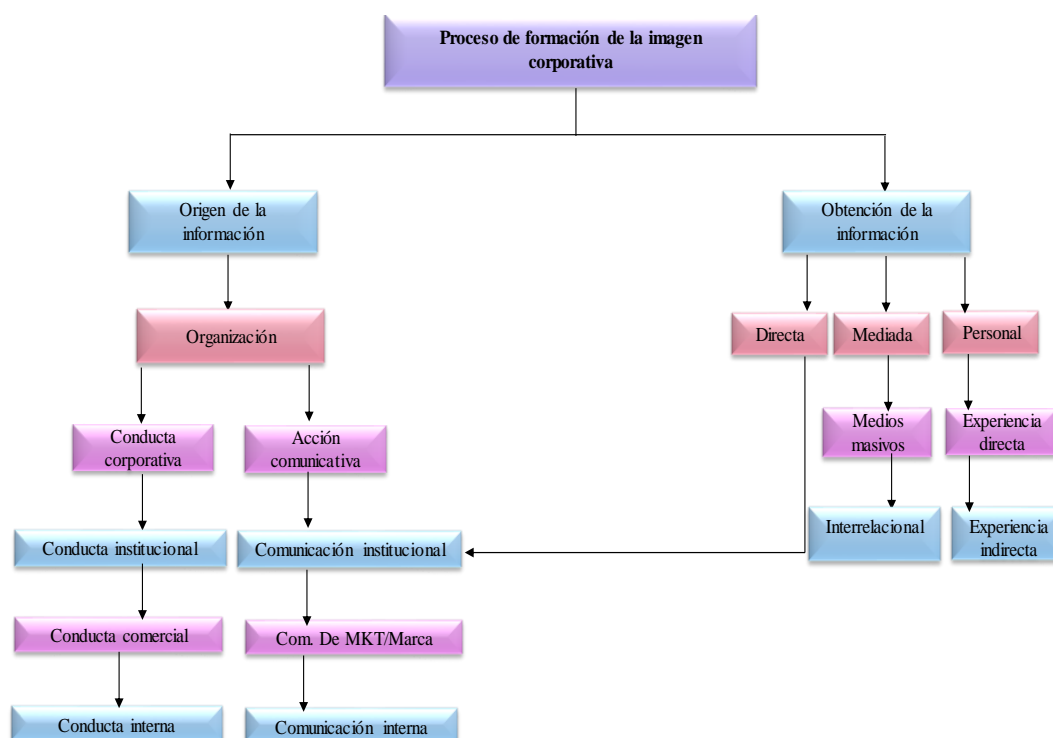 Proceso de formación de la imagen
corporativa
Origen de la
información
Obtención de la
información
Organización
Directa
Mediada
Personal
Conducta
corporativa
Acción
comunicativa
Medios
masivos
Experiencia
directa
Conducta institucional
Comunicación institucional
Interrelacional
Experiencia
indirecta
Conducta comercial
Com. De MKT/Marca
Conducta interna
Comunicación interna